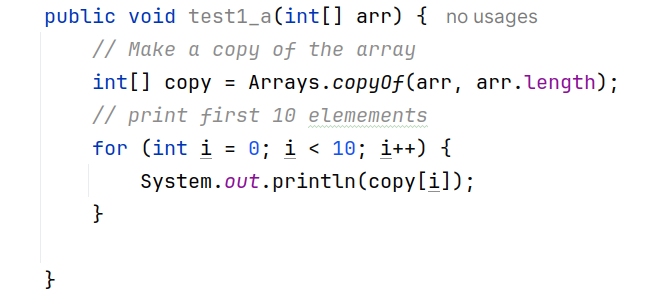 public void test1_a(int[] arr) { no usages
// Make a copy of the array
int[] copy = Arrays.copyOf(arr, arr.length);
// print first 10 elemements
for (int i = 0; i < 10; i++) {
System.out.println(copy[i]);
}
}